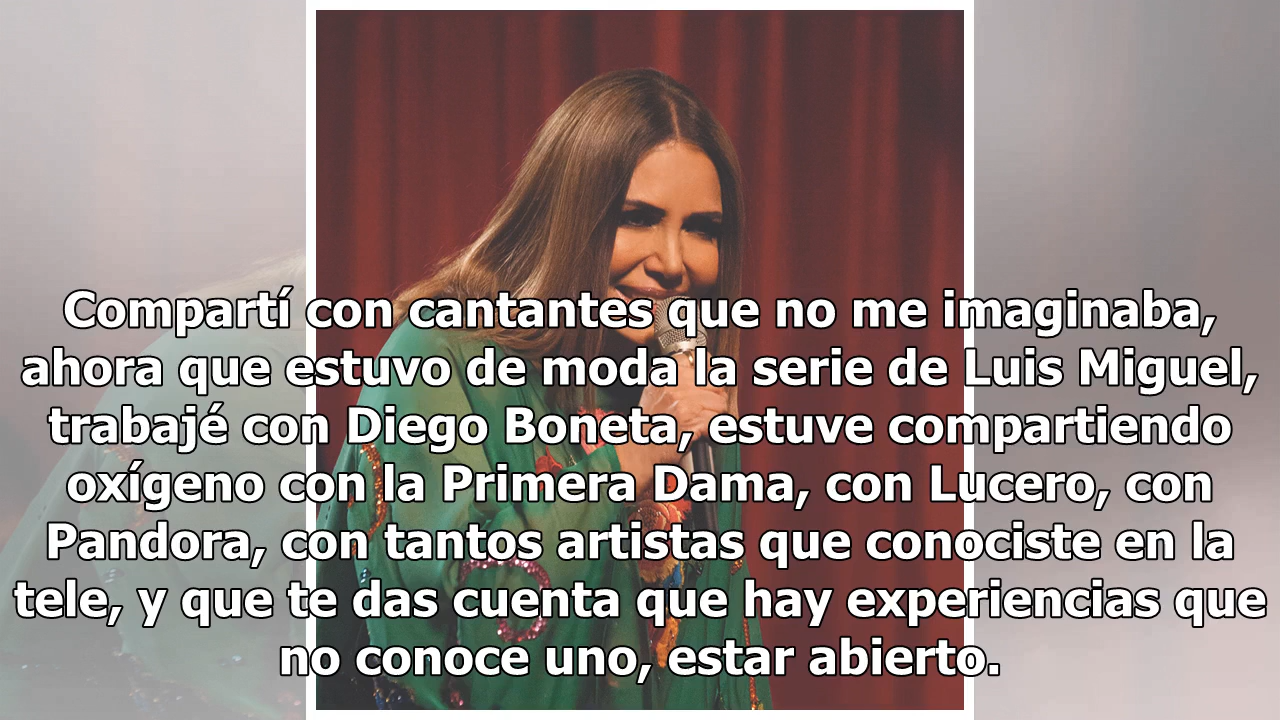 Compartí con cantantes que no me imaginaba,
ahora que estuvo de moda la serie de Luis Miguel,
trabajé con Diego Boneta, estuve compartiendo
oxígeno con la Primera Dama, con Lucero, con
Pandora, con tantos artistas que conociste en la
tele, y que te das cuenta que hay experiencias que
no conoce uno, estar abierto.